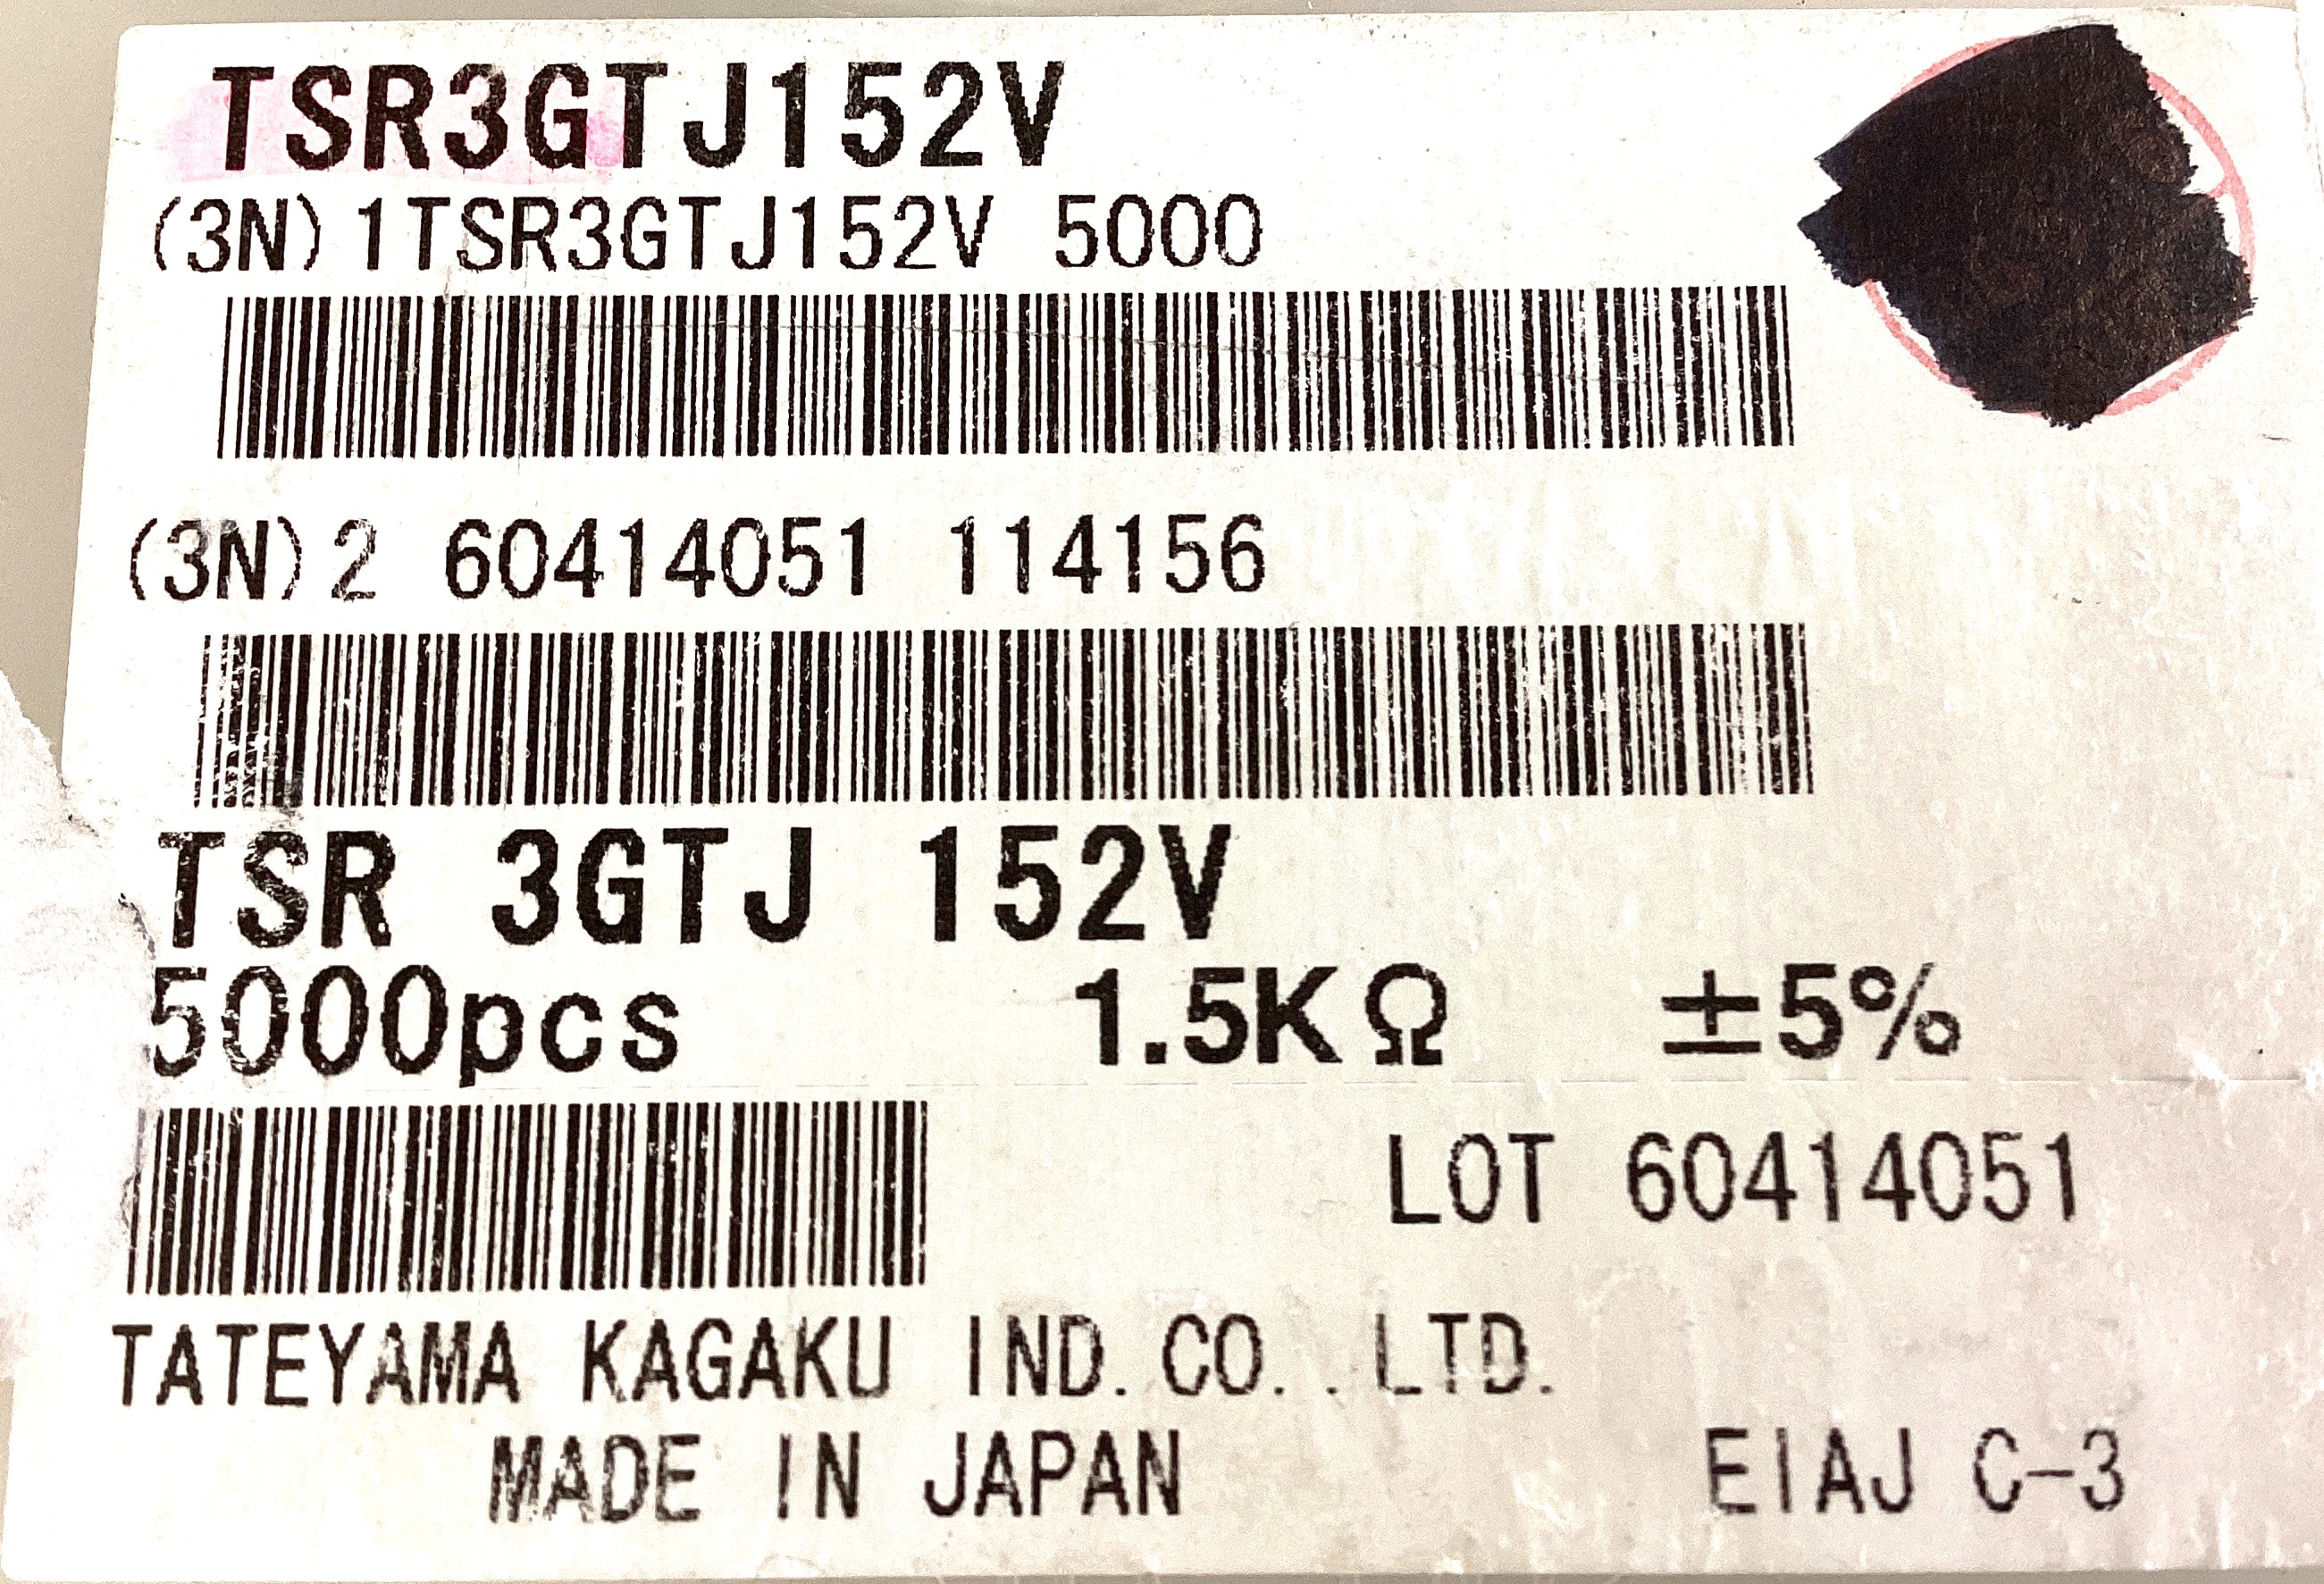 TSR3GTJ152V
(3N)1TSR3GTJ152V 5000
(3N)2 60414051 114156
TSR 3GTJ 152V
5000pcs 1.5KΩ ±5%
LOT 60414051
TATEYAMA KAGAKU IND.CO..LTD.
MADE IN JAPAN
EIAJ C-3